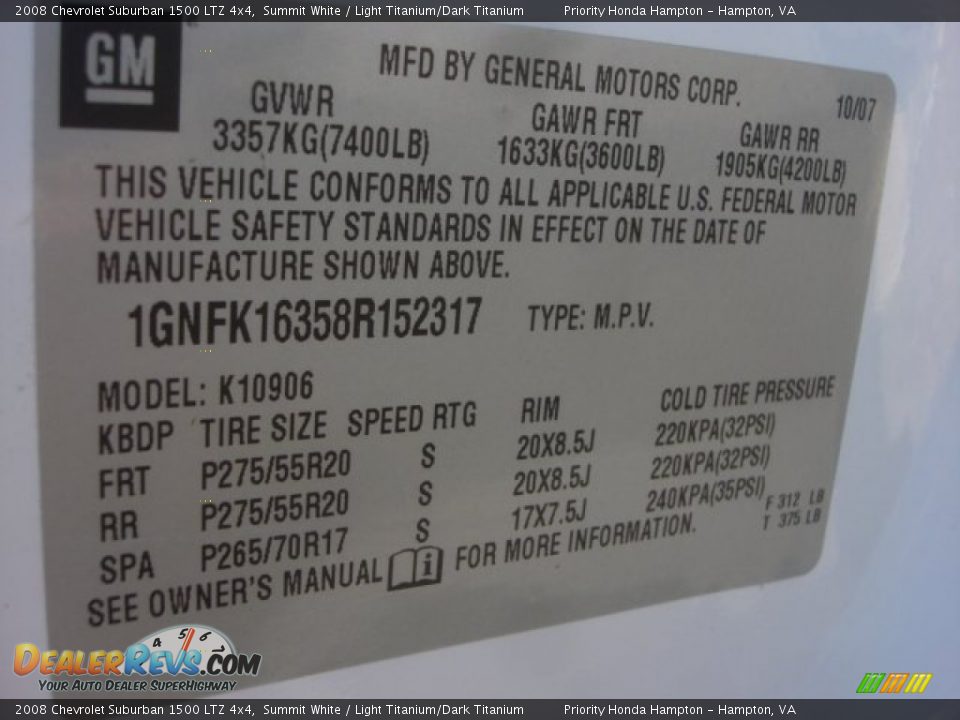 2008 Chevrolet Suburban 1500 LTZ 4x4, Summit White / Light Titanium/Dark Titanium Priority Honda Hampton – Hampton, VA
GM
MFD BY GENERAL MOTORS CORP.
10/07
GVWR GAWR FRT GAWR RR
3357KG(7400LB) 1633KG(3600LB) 1905KG(4200LB)
THIS VEHICLE CONFORMS TO ALL APPLICABLE U.S. FEDERAL MOTOR
VEHICLE SAFETY STANDARDS IN EFFECT ON THE DATE OF
MANUFACTURE SHOWN ABOVE.
1GNFK16358R152317 TYPE: M.P.V.
MODEL: K10906
KBDP TIRE SIZE SPEED RTG RIM COLD TIRE PRESSURE
FRT P275/55R20 S 20X8.5J 220KPA(32PSI)
RR P275/55R20 S 20X8.5J 220KPA(32PSI)
SPA P265/70R17 S 17X7.5J 240KPA(35PSI)
F 312 LB
T 375 LB
SEE OWNER'S MANUAL i FOR MORE INFORMATION.
4 5 6
DEALERREVS.COM
YOUR AUTO DEALER SUPERHIGHWAY
2008 Chevrolet Suburban 1500 LTZ 4x4, Summit White / Light Titanium/Dark Titanium Priority Honda Hampton – Hampton, VA